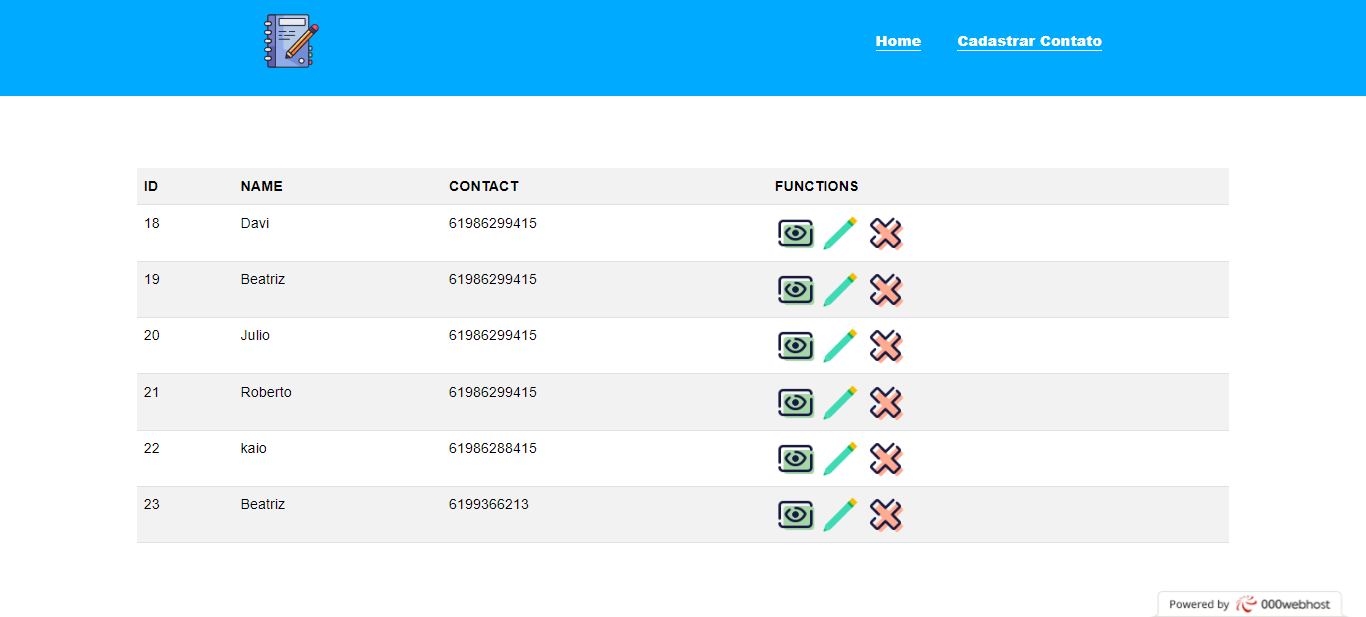 Home Cadastrar Contato
ID NAME CONTACT FUNCTIONS
18 Davi 61986299415
19 Beatriz 61986299415
20 Julio 61986299415
21 Roberto 61986299415
22 kaio 61986288415
23 Beatriz 6199366213
Powered by 000webhost